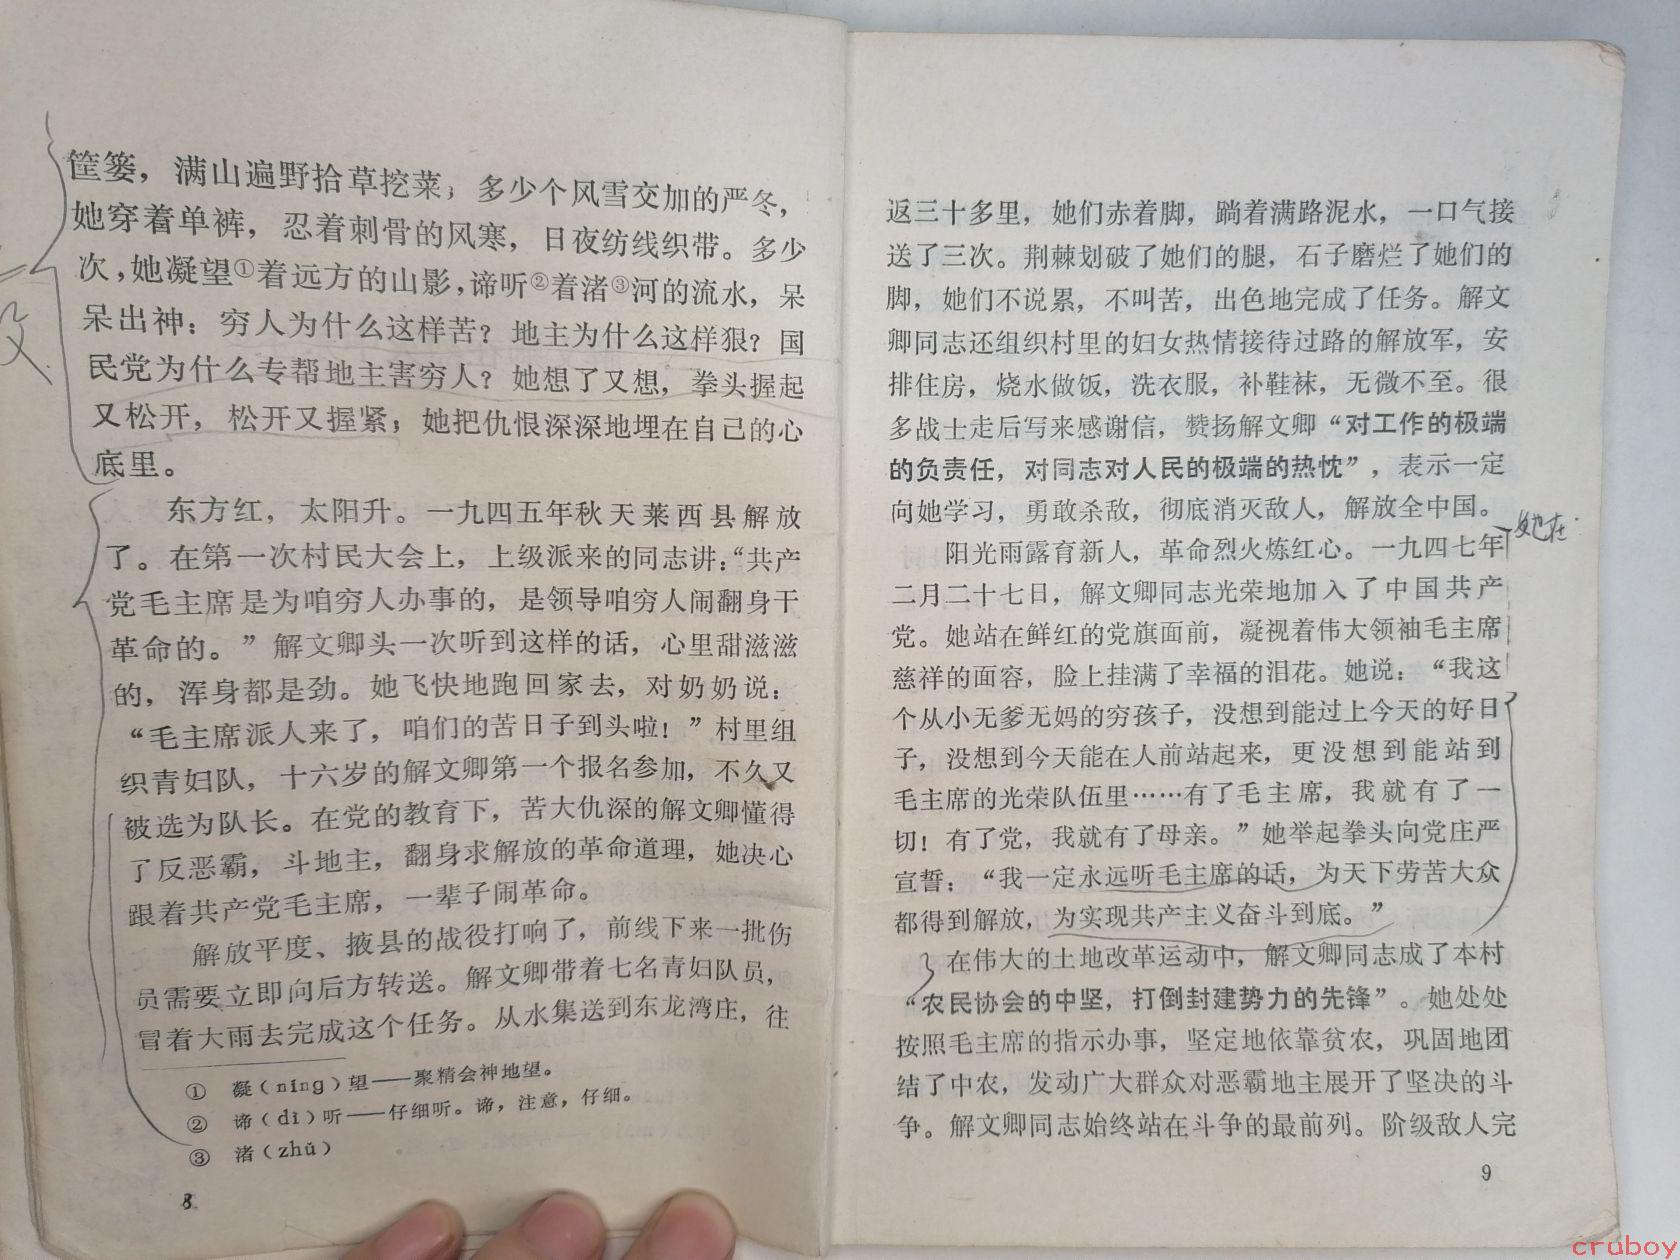 筐篓，满山遍野拾草挖菜；多少个风雪交加的严冬，
她穿着单裤，忍着刺骨的风寒，日夜纺线织带。多少
次，她凝望①着远方的山影，谛听②着渚③河的流水，呆
呆出神：穷人为什么这样苦？地主为什么这样狠？国
民党为什么专帮地主害穷人？她想了又想，拳头握起
又松开，松开又握紧；她把仇恨深深地埋在自己的心
底里。
东方红，太阳升。一九四五年秋天莱西县解放
了。在第一次村民大会上，上级派来的同志讲：“共产
党毛主席是为咱穷人办事的，是领导咱穷人闹翻身干
革命的。”解文卿头一次听到这样的话，心里甜滋滋
的，浑身都是劲。她飞快地跑回家去，对奶奶说：
“毛主席派人来了，咱们的苦日子到头啦！”村里组
织青妇队，十六岁的解文卿第一个报名参加，不久又
被选为队长。在党的教育下，苦大仇深的解文卿懂得
了反恶霸，斗地主，翻身求解放的革命道理，她决心
跟着共产党毛主席，一辈子闹革命。
解放平度、掖县的战役打响了，前线下来一批伤
员需要立即向后方转送。解文卿带着七名青妇队员，
冒着大雨去完成这个任务。从水集送到东龙湾庄，往
① 凝（níng）望——聚精会神地望。
② 谛（dì）听——仔细听。谛，注意，仔细。
③ 渚（zhǔ）
8
返三十多里，她们赤着脚，蹚着满路泥水，一口气接
送了三次。荆棘划破了她们的腿，石子磨烂了她们的
脚，她们不说累，不叫苦，出色地完成了任务。解文
卿同志还组织村里的妇女热情接待过路的解放军，安
排住房，烧水做饭，洗衣服，补鞋袜，无微不至。很
多战士走后写来感谢信，赞扬解文卿“对工作的极端
的负责任，对同志对人民的极端的热忱”，表示一定
向她学习，勇敢杀敌，彻底消灭敌人，解放全中国。
阳光雨露育新人，革命烈火炼红心。一九四七年
她在
二月二十七日，解文卿同志光荣地加入了中国共产
党。她站在鲜红的党旗面前，凝视着伟大领袖毛主席
慈祥的面容，脸上挂满了幸福的泪花。她说：“我这
个从小无爹无妈的穷孩子，没想到能过上今天的好日
子，没想到今天能在人前站起来，更没想到能站到
毛主席的光荣队伍里……有了毛主席，我就有了一
切！有了党，我就有了母亲。”她举起拳头向党庄严
宣誓：“我一定永远听毛主席的话，为天下劳苦大众
都得到解放，为实现共产主义奋斗到底。”
在伟大的土地改革运动中，解文卿同志成了本村
“农民协会的中坚，打倒封建势力的先锋”。她处处
按照毛主席的指示办事，坚定地依靠贫农，巩固地团
结了中农，发动广大群众对恶霸地主展开了坚决的斗
争。解文卿同志始终站在斗争的最前列。阶级敌人完
9
cruboy